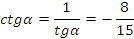 ctgα = 1/tgα = -8/15